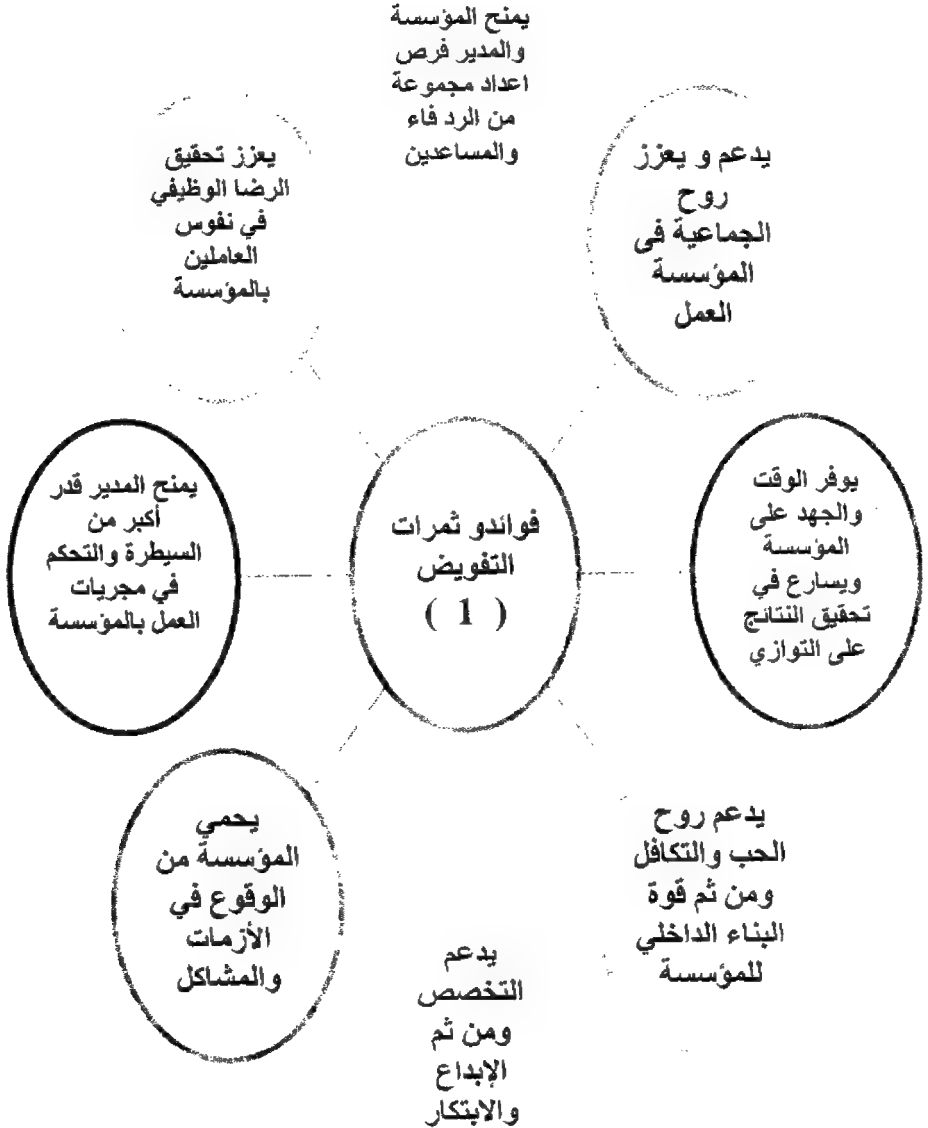 يمنح المؤسسة
والمدير فرص
اعداد مجموعة
من الرد فاء
والمساعدين
يدعم و يعزز
روح
الجماعية فى
المؤسسة
العمل
يعزز تحقيق
الرضا الوظيفي
في نفوس
العاملين
بالمؤسسة
يوفر الوقت
والجهد على
المؤسسة
ويسارع في
تحقيق النتائج
على التوازي
فوائدو ثمرات
التفويض
( 1 )
يمنح المدير قدر
أكبر من
السيطرة والتحكم
في مجريات
العمل بالمؤسسة
يدعم روح
الحب والتكافل
ومن ثم قوة
البناء الداخلي
للمؤسسة
يحمي
المؤسسة من
الوقوع في
الأزمات
والمشاكل
يدعم
التخصص
ومن ثم
الإبداع
والابتكار